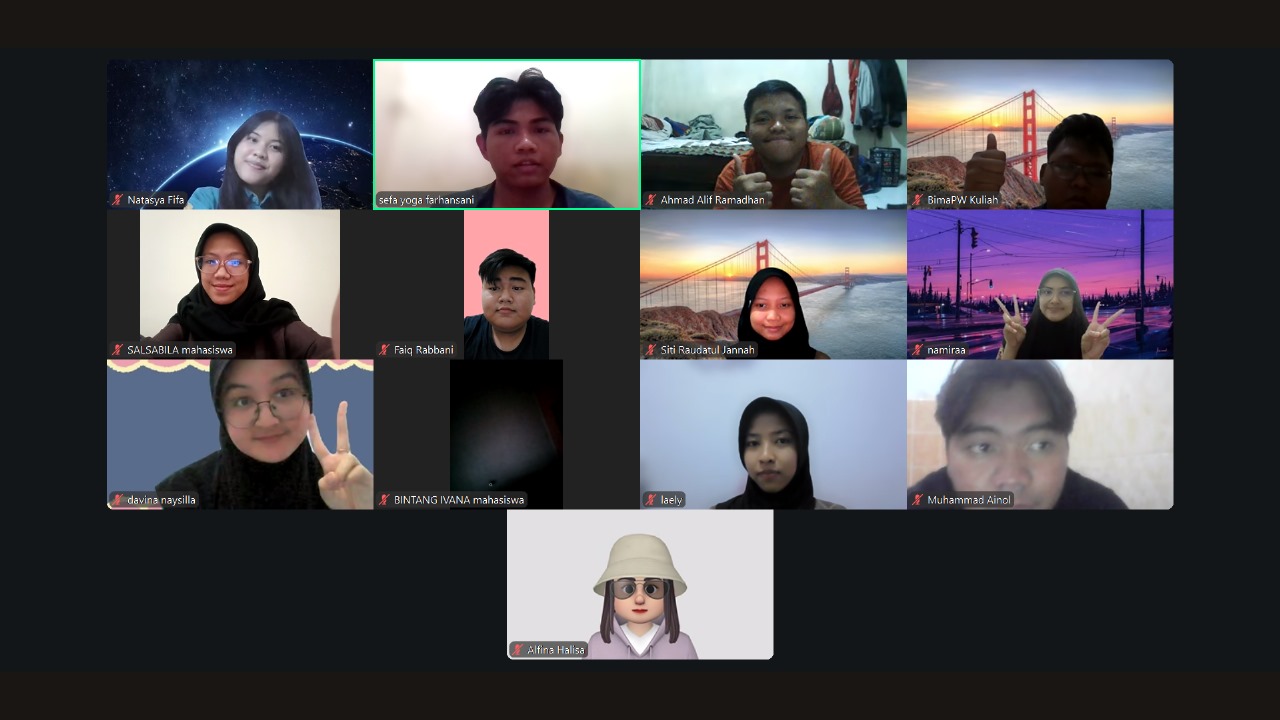 Natasya Fifa
sefa yoga farhansani
Ahmad Alif Ramadhan
BimaPW Kuliah
SALSABILA mahasiswa
Faiq Rabbani
Siti Raudatul Jannah
namiraa
davina naysilla
BINTANG IVANA mahasiswa
laely
Muhammad Ainol
Alfina Halisa